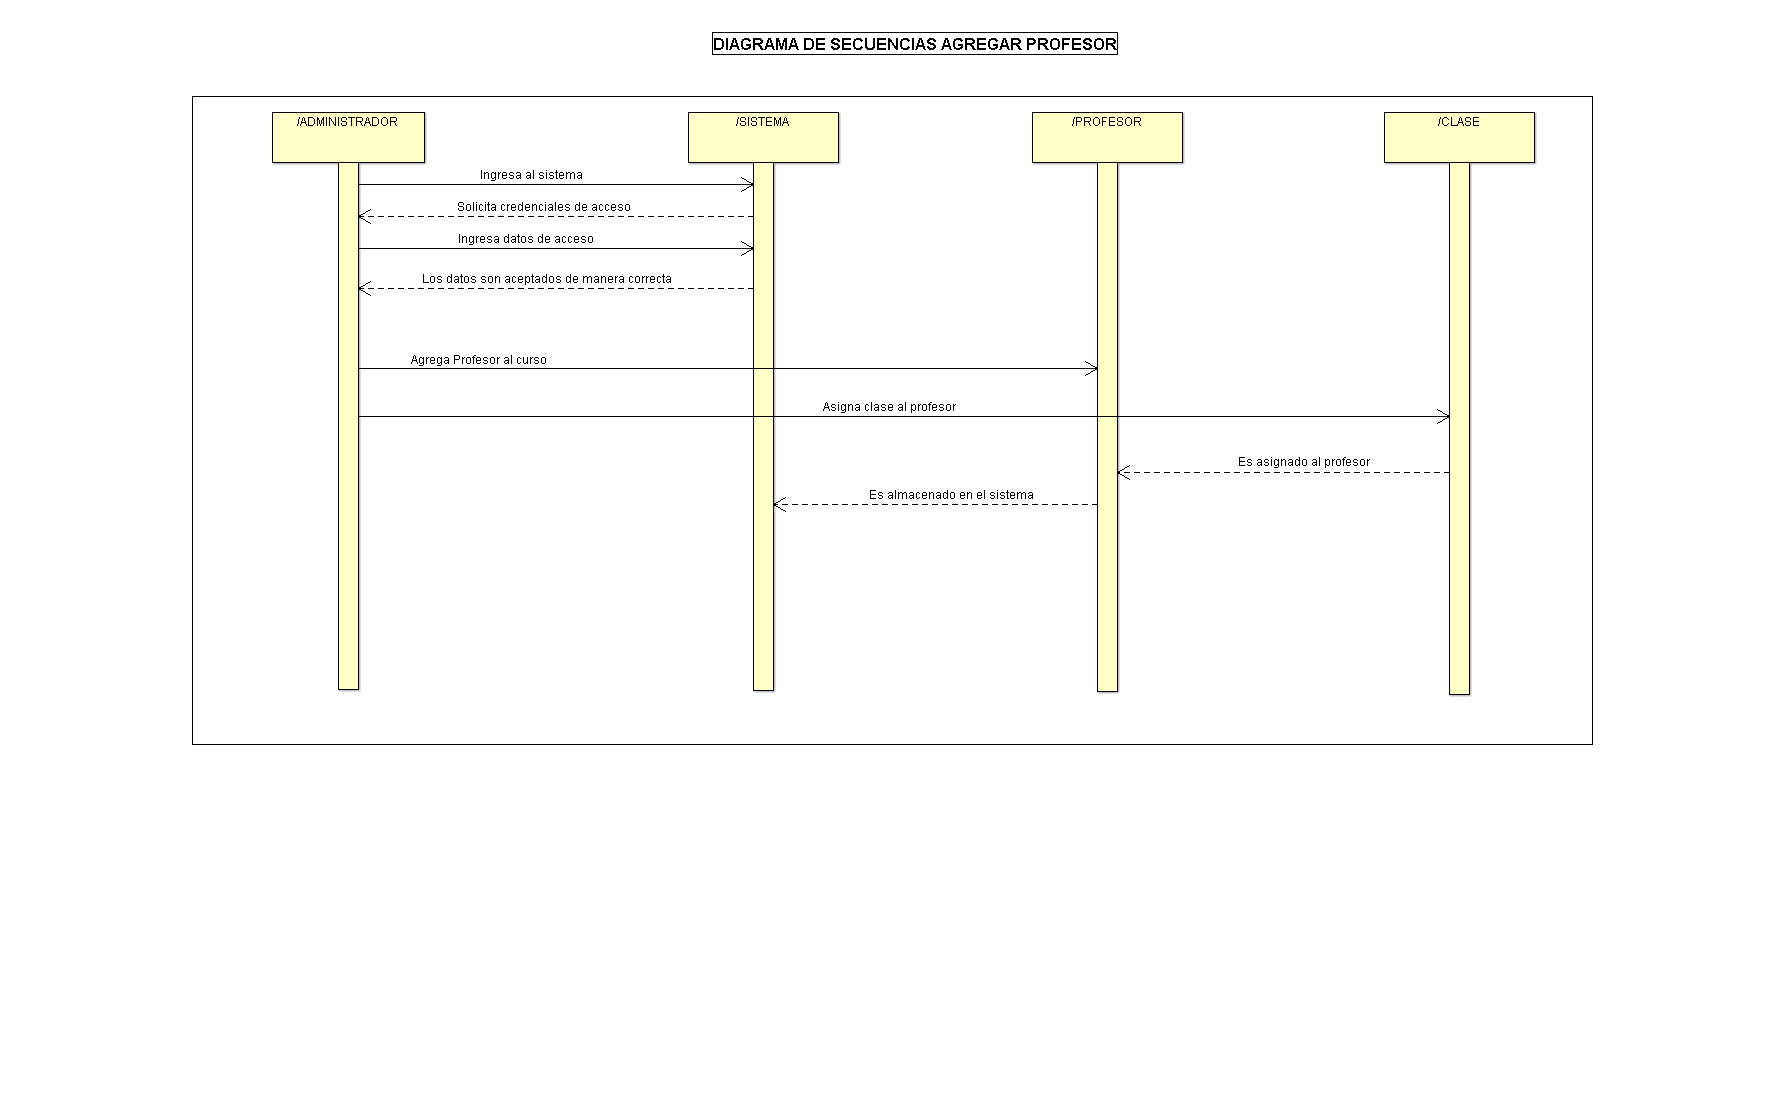 DIAGRAMA DE SECUENCIAS AGREGAR PROFESOR
/ADMINISTRADOR
/SISTEMA
/PROFESOR
/CLASE
Ingresa al sistema
Solicita credenciales de acceso
Ingresa datos de acceso
Los datos son aceptados de manera correcta
Agrega Profesor al curso
Asigna clase al profesor
Es asignado al profesor
Es almacenado en el sistema